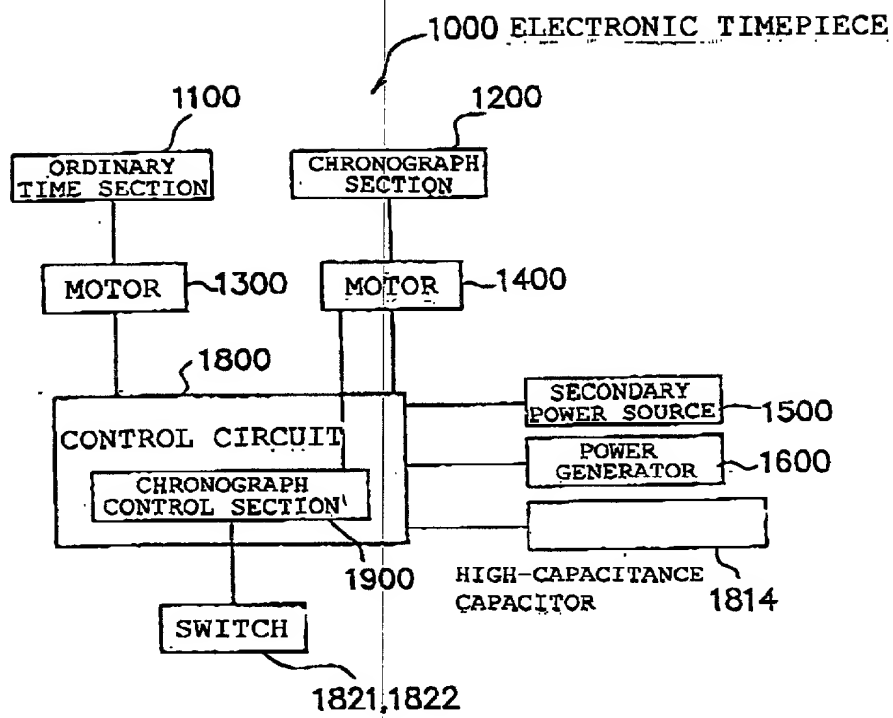 1000 ELECTRONIC TIMEPIECE
1100
1200
ORDINARY
TIME SECTION
CHRONOGRAPH
SECTION
MOTOR
1300
MOTOR
1400
1800
SECONDARY
POWER SOURCE
1500
CONTROL CIRCUIT
POWER
GENERATOR
1600
CHRONOGRAPH
CONTROL SECTION
1900
HIGH-CAPACITANCE
CAPACITOR
1814
SWITCH
1821,1822